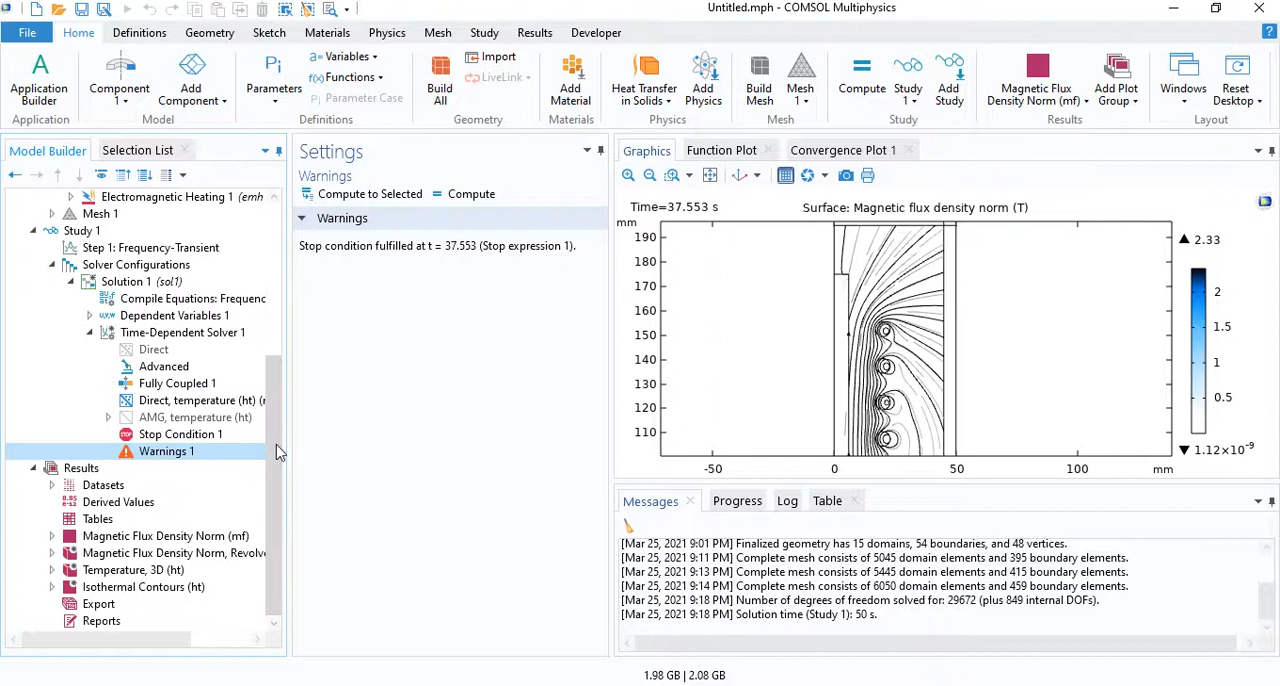 Untitled.mph - COMSOL Multiphysics
File Home Definitions Geometry Sketch Materials Physics Mesh Study Results Developer
Application Builder
Component 1
Add Component
Parameters
a= Variables
f(x) Functions
Pi Parameter Case
Build All
Import
LiveLink
Add Material
Heat Transfer in Solids
Add Physics
Build Mesh
Mesh 1
Compute
Study 1
Add Study
Magnetic Flux Density Norm (mf)
Add Plot Group
Windows
Reset Desktop
Application Model Definitions Geometry Materials Physics Mesh Study Results Layout
Model Builder Selection List
Electromagnetic Heating 1 (emh
Mesh 1
Study 1
Step 1: Frequency-Transient
Solver Configurations
Solution 1 (sol1)
Compile Equations: Frequenc
Dependent Variables 1
Time-Dependent Solver 1
Direct
Advanced
Fully Coupled 1
Direct, temperature (ht) (r
AMG, temperature (ht)
Stop Condition 1
Warnings 1
Results
Datasets
Derived Values
Tables
Magnetic Flux Density Norm (mf)
Magnetic Flux Density Norm, Revolve
Temperature, 3D (ht)
Isothermal Contours (ht)
Export
Reports
Settings
Warnings
Compute to Selected = Compute
Warnings
Stop condition fulfilled at t = 37.553 (Stop expression 1).
Graphics Function Plot Convergence Plot 1
Time=37.553 s Surface: Magnetic flux density norm (T)
mm
190
180
170
160
150
140
130
120
110
-50 0 50 100 mm
2.33
2
1.5
1
0.5
1.12×10⁻⁹
Messages Progress Log Table
[Mar 25, 2021 9:01 PM] Finalized geometry has 15 domains, 54 boundaries, and 48 vertices.
[Mar 25, 2021 9:11 PM] Complete mesh consists of 5045 domain elements and 395 boundary elements.
[Mar 25, 2021 9:13 PM] Complete mesh consists of 5445 domain elements and 415 boundary elements.
[Mar 25, 2021 9:14 PM] Complete mesh consists of 6050 domain elements and 459 boundary elements.
[Mar 25, 2021 9:18 PM] Number of degrees of freedom solved for: 29672 (plus 849 internal DOFs).
[Mar 25, 2021 9:18 PM] Solution time (Study 1): 50 s.
1.98 GB | 2.08 GB